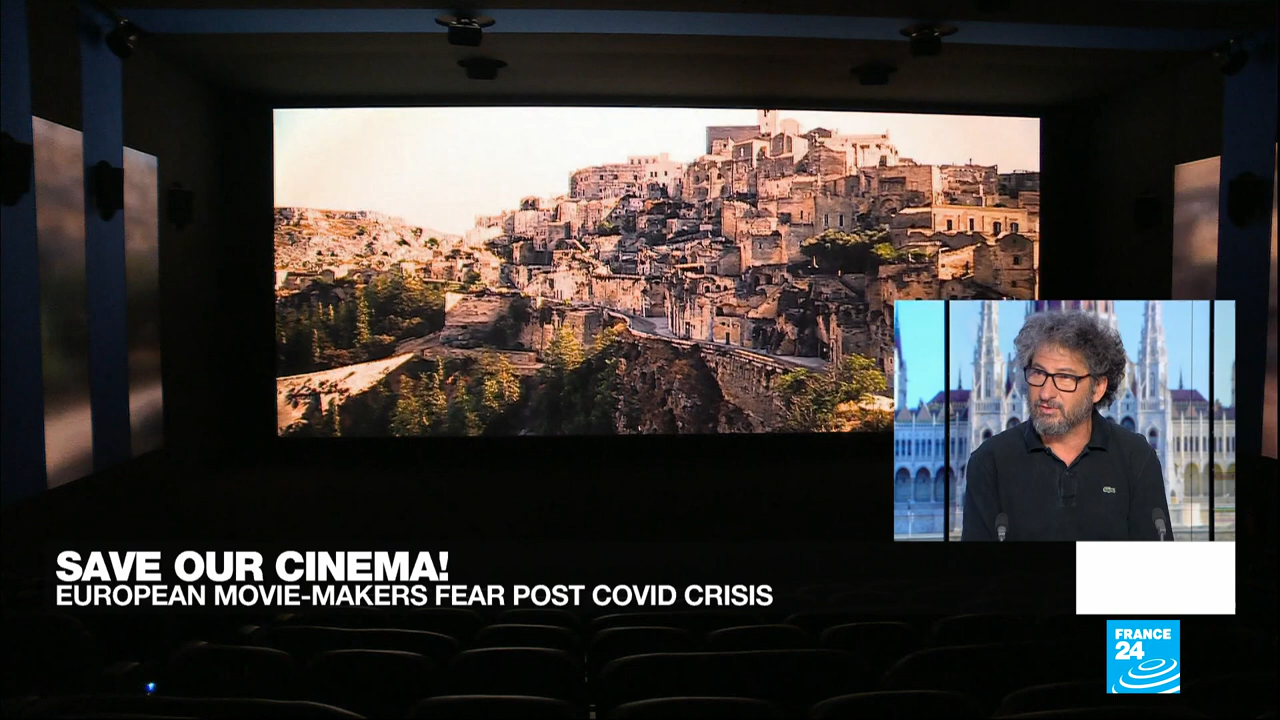 SAVE OUR CINEMA!
EUROPEAN MOVIE-MAKERS FEAR POST COVID CRISIS
FRANCE
24